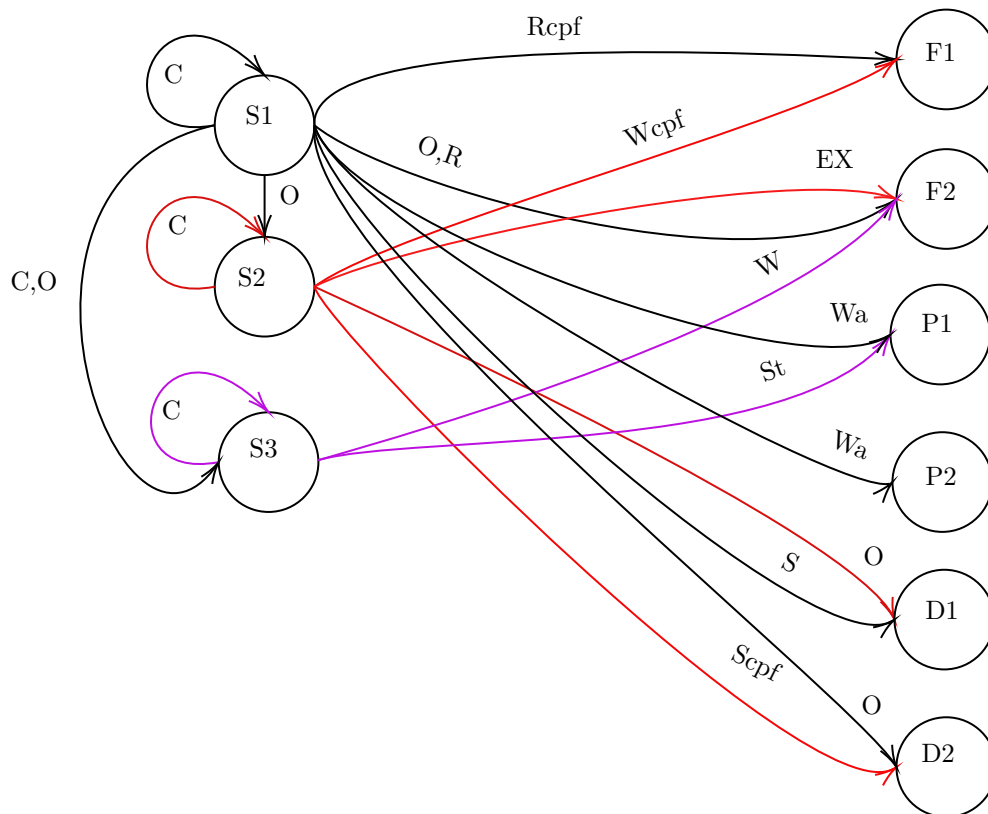 Rcpf
F1
C
S1
Wcpf
O,R
EX
F2
O
C
S2
W
C,O
Wa
P1
St
C
S3
Wa
P2
S
O
D1
Scpf
O
D2